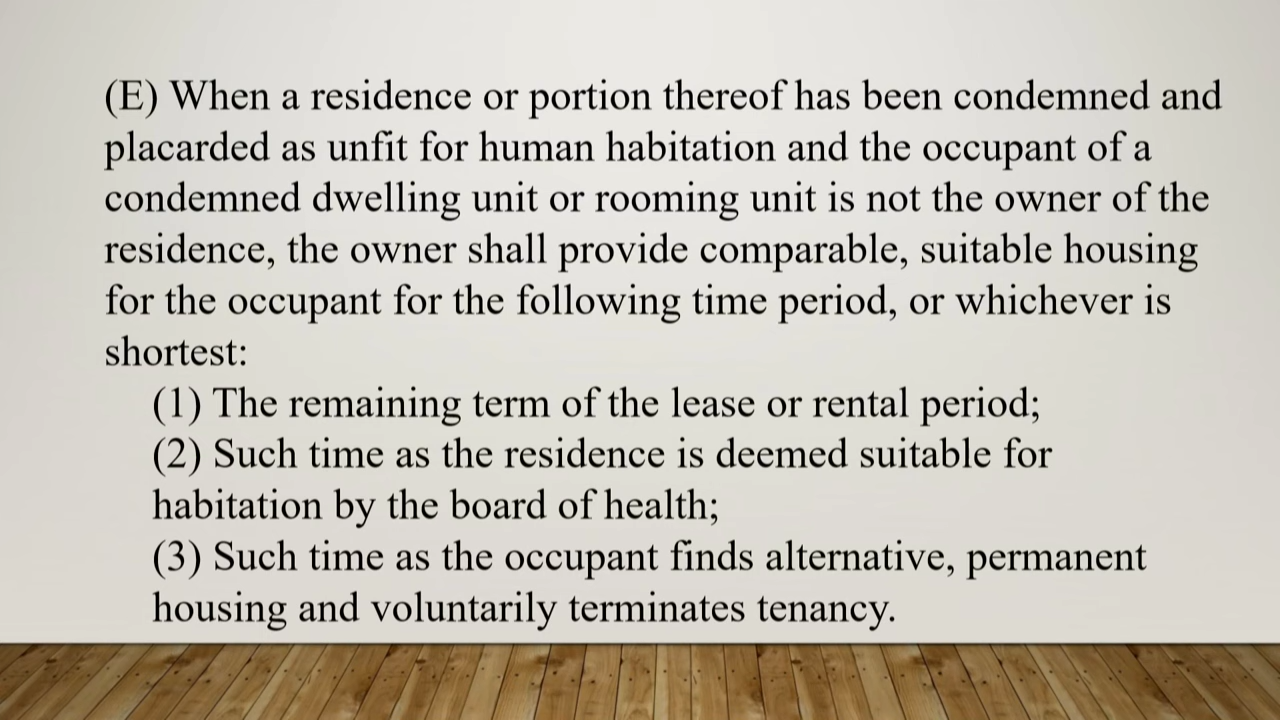 (E) When a residence or portion thereof has been condemned and
placarded as unfit for human habitation and the occupant of a
condemned dwelling unit or rooming unit is not the owner of the
residence, the owner shall provide comparable, suitable housing
for the occupant for the following time period, or whichever is
shortest:
(1) The remaining term of the lease or rental period;
(2) Such time as the residence is deemed suitable for
habitation by the board of health;
(3) Such time as the occupant finds alternative, permanent
housing and voluntarily terminates tenancy.